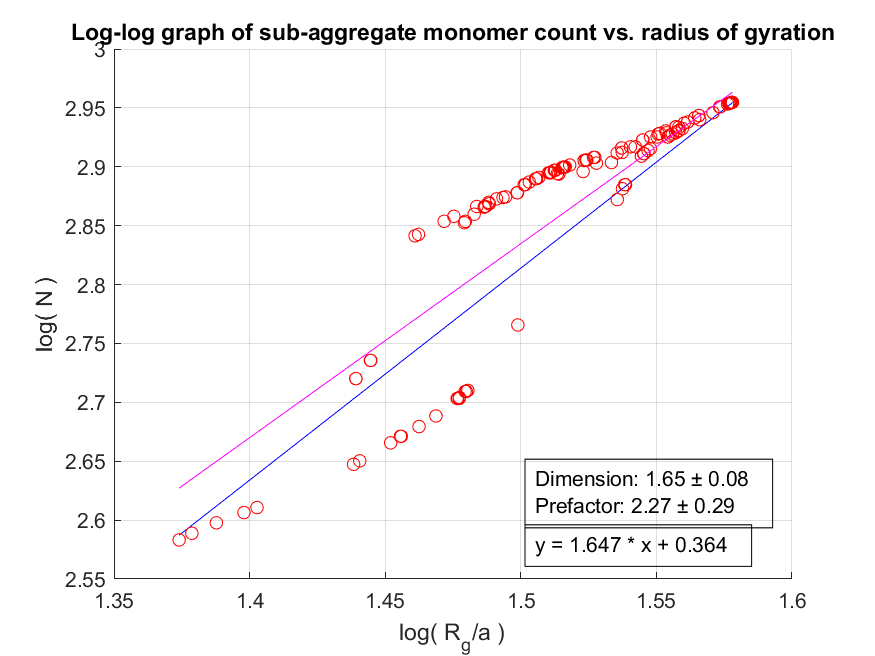 Log-log graph of sub-aggregate monomer count vs. radius of gyration
3
2.95
2.9
2.85
2.8
2.75
2.7
2.65
2.6
2.55
log( N )
Dimension: 1.65 ± 0.08
Prefactor: 2.27 ± 0.29
y = 1.647 * x + 0.364
1.35 1.4 1.45 1.5 1.55 1.6
log( R_g/a )